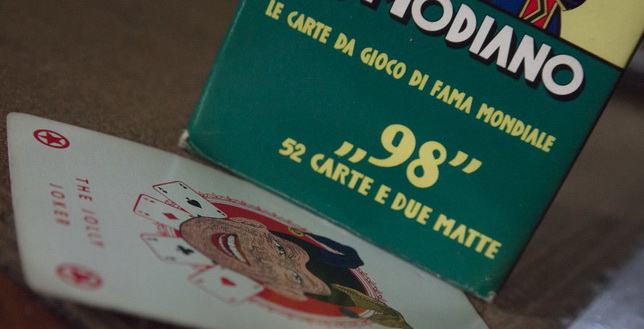 MODIANO
LE CARTE DA GIOCO DI FAMA MONDIALE
„98”
52 CARTE E DUE MATTE
THE JOLLY
JOKER